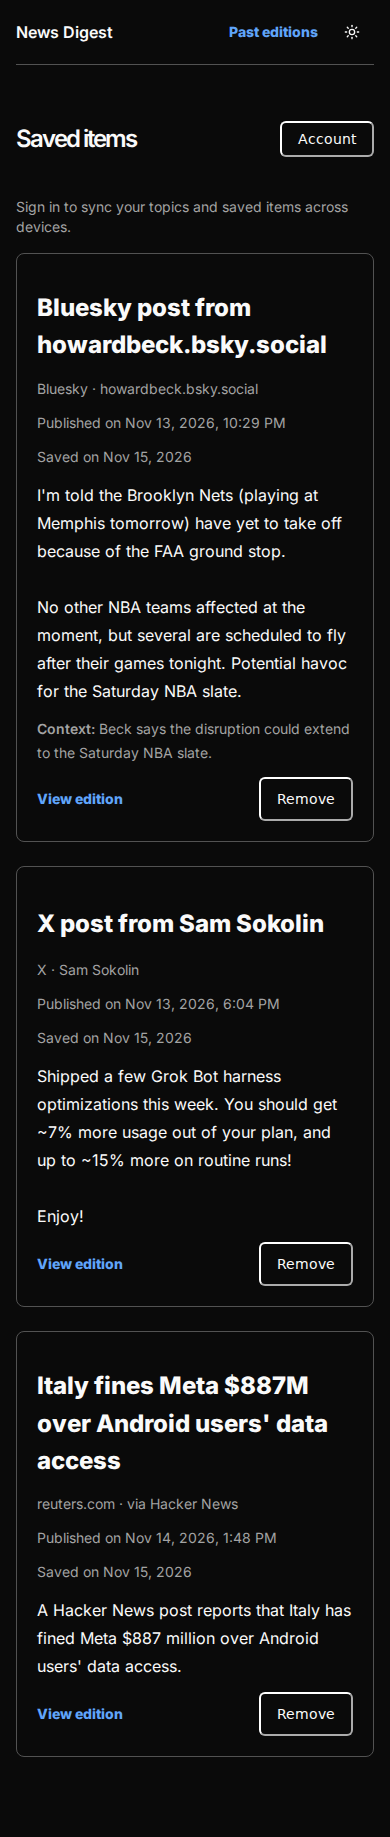 News Digest
Past editions
Saved items
Account
Sign in to sync your topics and saved items across
devices.
Bluesky post from
howardbeck.bsky.social
Bluesky · howardbeck.bsky.social
Published on Nov 13, 2026, 10:29 PM
Saved on Nov 15, 2026
I'm told the Brooklyn Nets (playing at
Memphis tomorrow) have yet to take off
because of the FAA ground stop.
No other NBA teams affected at the
moment, but several are scheduled to fly
after their games tonight. Potential havoc
for the Saturday NBA slate.
Context: Beck says the disruption could extend
to the Saturday NBA slate.
View edition
Remove
X post from Sam Sokolin
X · Sam Sokolin
Published on Nov 13, 2026, 6:04 PM
Saved on Nov 15, 2026
Shipped a few Grok Bot harness
optimizations this week. You should get
~7% more usage out of your plan, and
up to ~15% more on routine runs!
Enjoy!
View edition
Remove
Italy fines Meta $887M
over Android users' data
access
reuters.com · via Hacker News
Published on Nov 14, 2026, 1:48 PM
Saved on Nov 15, 2026
A Hacker News post reports that Italy has
fined Meta $887 million over Android
users' data access.
View edition
Remove